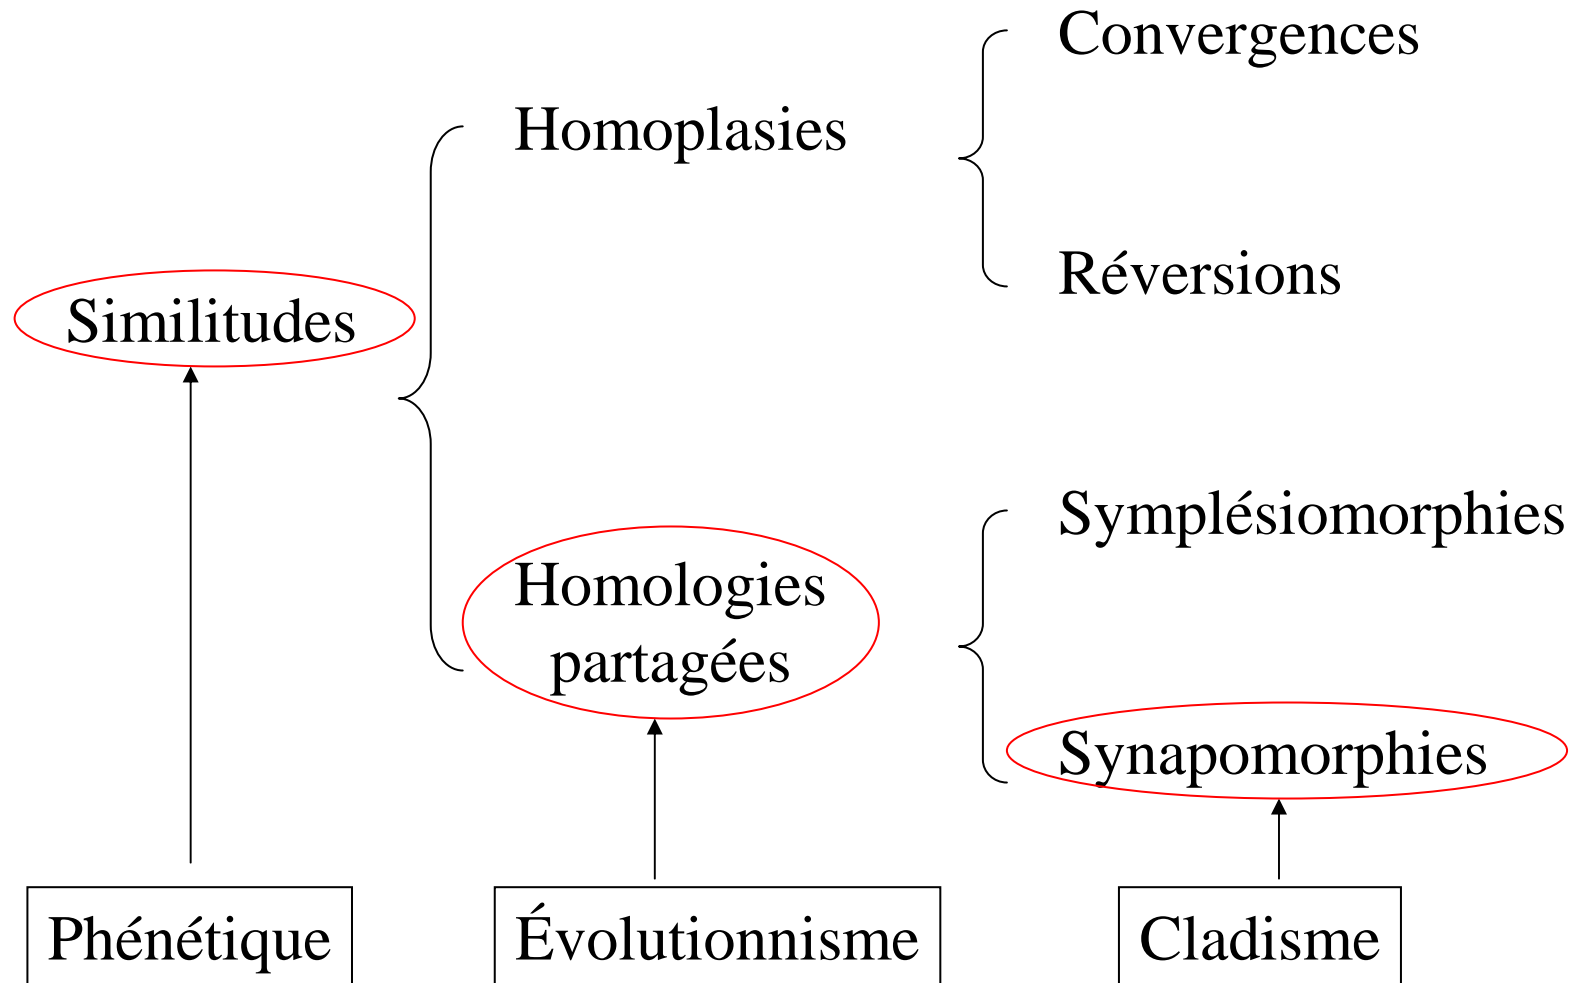 Convergences
Homoplasies
Réversions
Similitudes
Symplésiomorphies
Homologies
partagées
Synapomorphies
Phénétique
Évolutionnisme
Cladisme